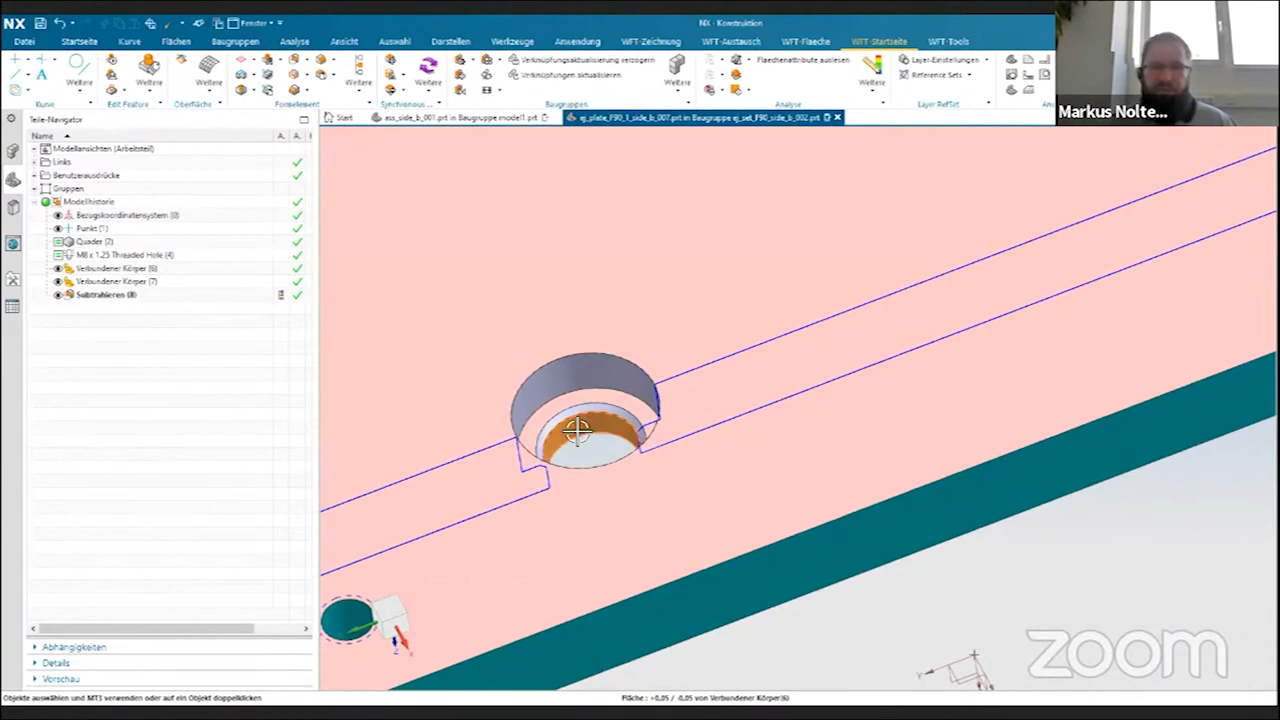 NX
Fenster
NX - Konstruktion
Datei Startseite Kurve Flächen Baugruppen Analyse Ansicht Auswahl Darstellen Werkzeuge Anwendung WFT-Zeichnung WFT-Austausch WFT-Flaeche WFT-Startseite WFT-Tools
Verknüpfungsaktualisierung verzögern Flaechenattribute auslesen Layer-Einstellungen
Verknüpfungen aktualisieren Reference Sets
Weitere Weitere Weitere Weitere Weitere Weitere
Kurve Edit Feature Oberfläche Formelement Synchronous ... Baugruppen Analyse Layer RefSet
Markus Nolte...
Teile-Navigator
Start ass_side_b_001.prt in Baugruppe model1.prt ej_plate_F90_1_side_b_007.prt in Baugruppe ej_set_F90_side_b_002.prt
Name A. A.
Modellansichten (Arbeitsteil)
Links
Benutzerausdrücke
Gruppen
Modellhistorie
Bezugskoordinatensystem (0)
Punkt (1)
Quader (2)
M8 x 1.25 Threaded Hole (4)
Verbundener Körper (6)
Verbundener Körper (7)
Subtrahieren (8)
Abhängigkeiten
Details
Vorschau
zoom
Objekte auswählen und MT3 verwenden oder auf ein Objekt doppelklicken
Fläche : +0,05 / -0,05 von Verbundener Körper(6)